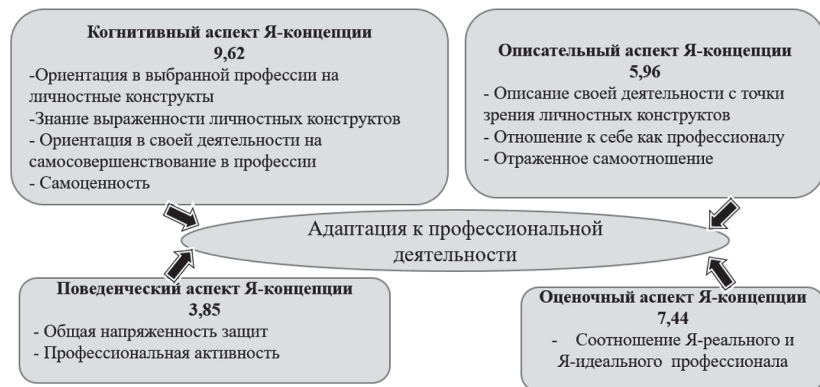 Когнитивный аспект Я-концепции
9,62
-Ориентация в выбранной профессии на
личностные конструкты
-Знание выраженности личностных конструктов
- Ориентация в своей деятельности на
самосовершенствование в профессии
- Самоценность
Описательный аспект Я-концепции
5,96
- Описание своей деятельности с точки
зрения личностных конструктов
- Отношение к себе как профессионалу
- Отраженное самоотношение
Адаптация к профессиональной
деятельности
Поведенческий аспект Я-концепции
3,85
- Общая напряженность защит
- Профессиональная активность
Оценочный аспект Я-концепции
7,44
- Соотношение Я-реального и
Я-идеального профессионала